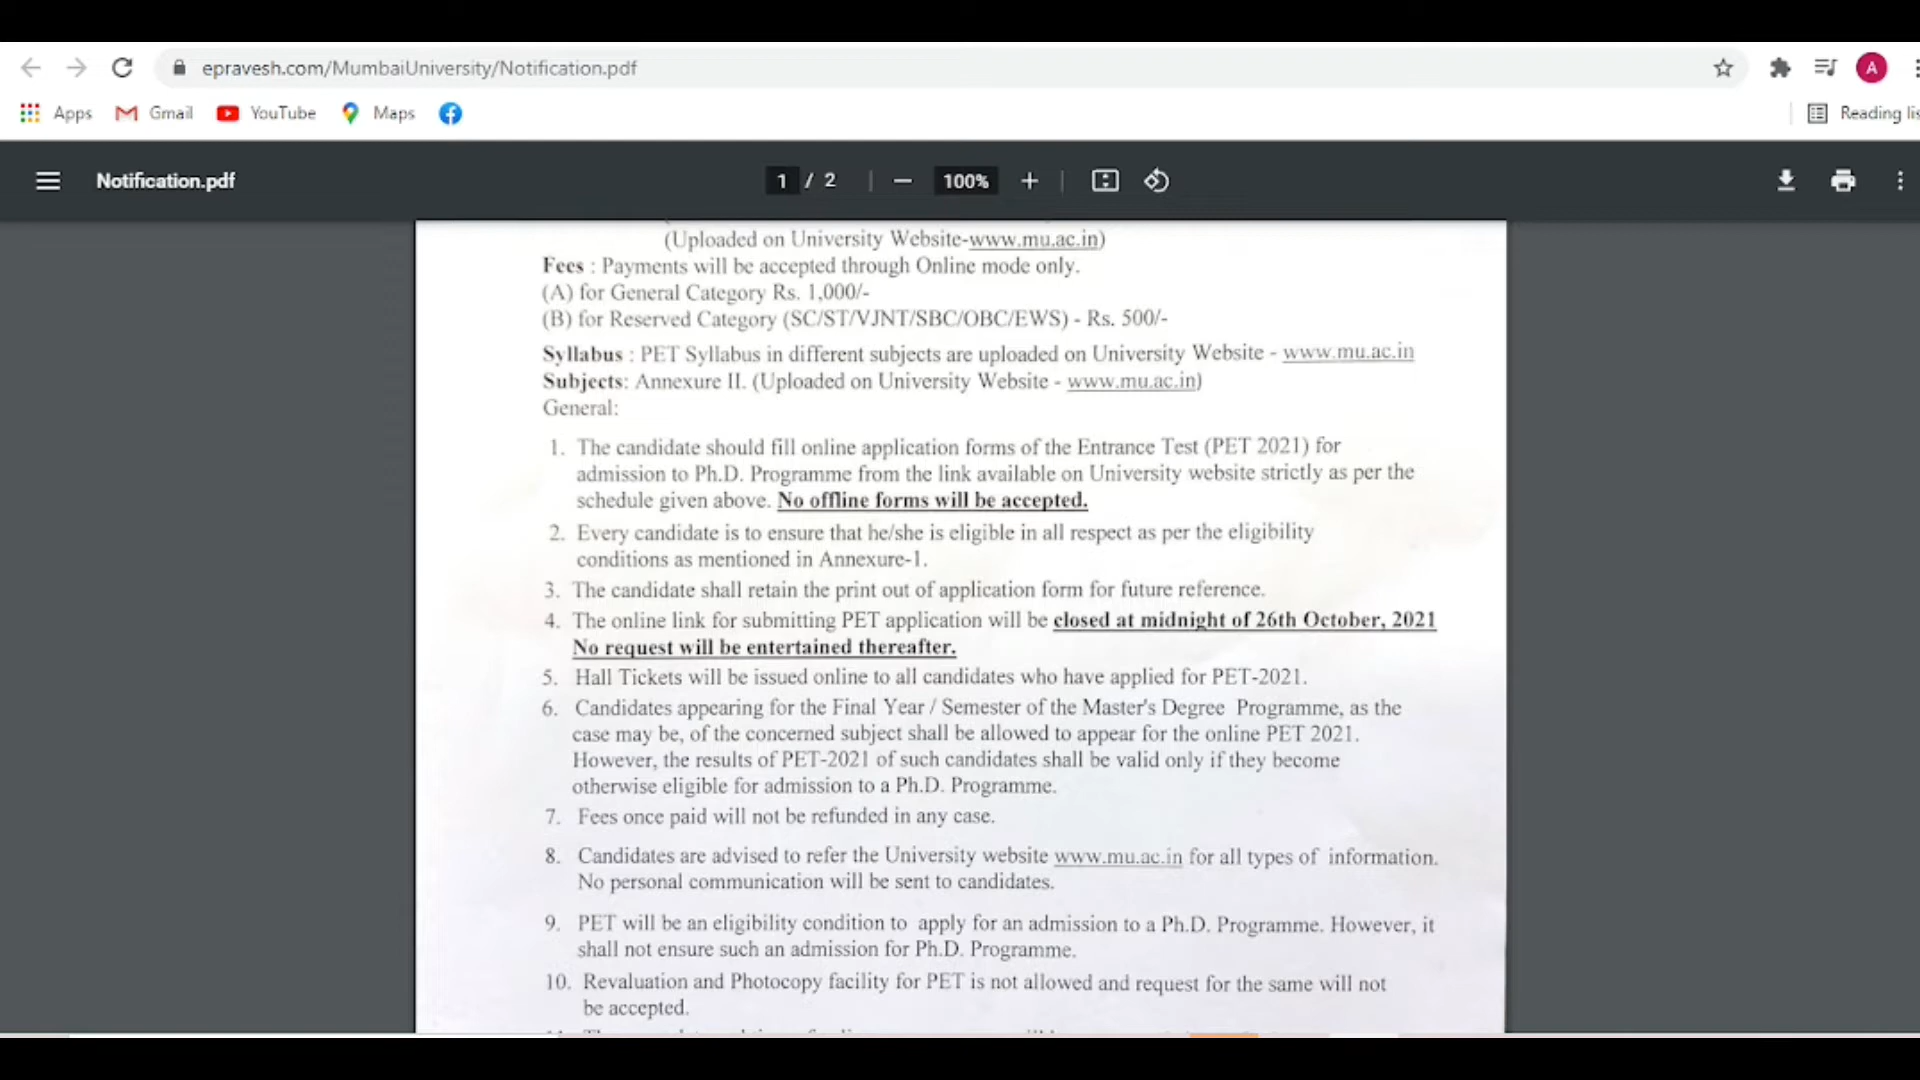 epravesh.com/MumbaiUniversity/Notification.pdf
A
Apps Gmail YouTube Maps
Reading lis
Notification.pdf
1 / 2
100%
(Uploaded on University Website-www.mu.ac.in)
Fees : Payments will be accepted through Online mode only.
(A) for General Category Rs. 1,000/-
(B) for Reserved Category (SC/ST/VJNT/SBC/OBC/EWS) - Rs. 500/-
Syllabus : PET Syllabus in different subjects are uploaded on University Website - www.mu.ac.in
Subjects: Annexure II. (Uploaded on University Website - www.mu.ac.in)
General:
1. The candidate should fill online application forms of the Entrance Test (PET 2021) for
admission to Ph.D. Programme from the link available on University website strictly as per the
schedule given above. No offline forms will be accepted.
2. Every candidate is to ensure that he/she is eligible in all respect as per the eligibility
conditions as mentioned in Annexure-1.
3. The candidate shall retain the print out of application form for future reference.
4. The online link for submitting PET application will be closed at midnight of 26th October, 2021
No request will be entertained thereafter.
5. Hall Tickets will be issued online to all candidates who have applied for PET-2021.
6. Candidates appearing for the Final Year / Semester of the Master's Degree Programme, as the
case may be, of the concerned subject shall be allowed to appear for the online PET 2021.
However, the results of PET-2021 of such candidates shall be valid only if they become
otherwise eligible for admission to a Ph.D. Programme.
7. Fees once paid will not be refunded in any case.
8. Candidates are advised to refer the University website www.mu.ac.in for all types of information.
No personal communication will be sent to candidates.
9. PET will be an eligibility condition to apply for an admission to a Ph.D. Programme. However, it
shall not ensure such an admission for Ph.D. Programme.
10. Revaluation and Photocopy facility for PET is not allowed and request for the same will not
be accepted.